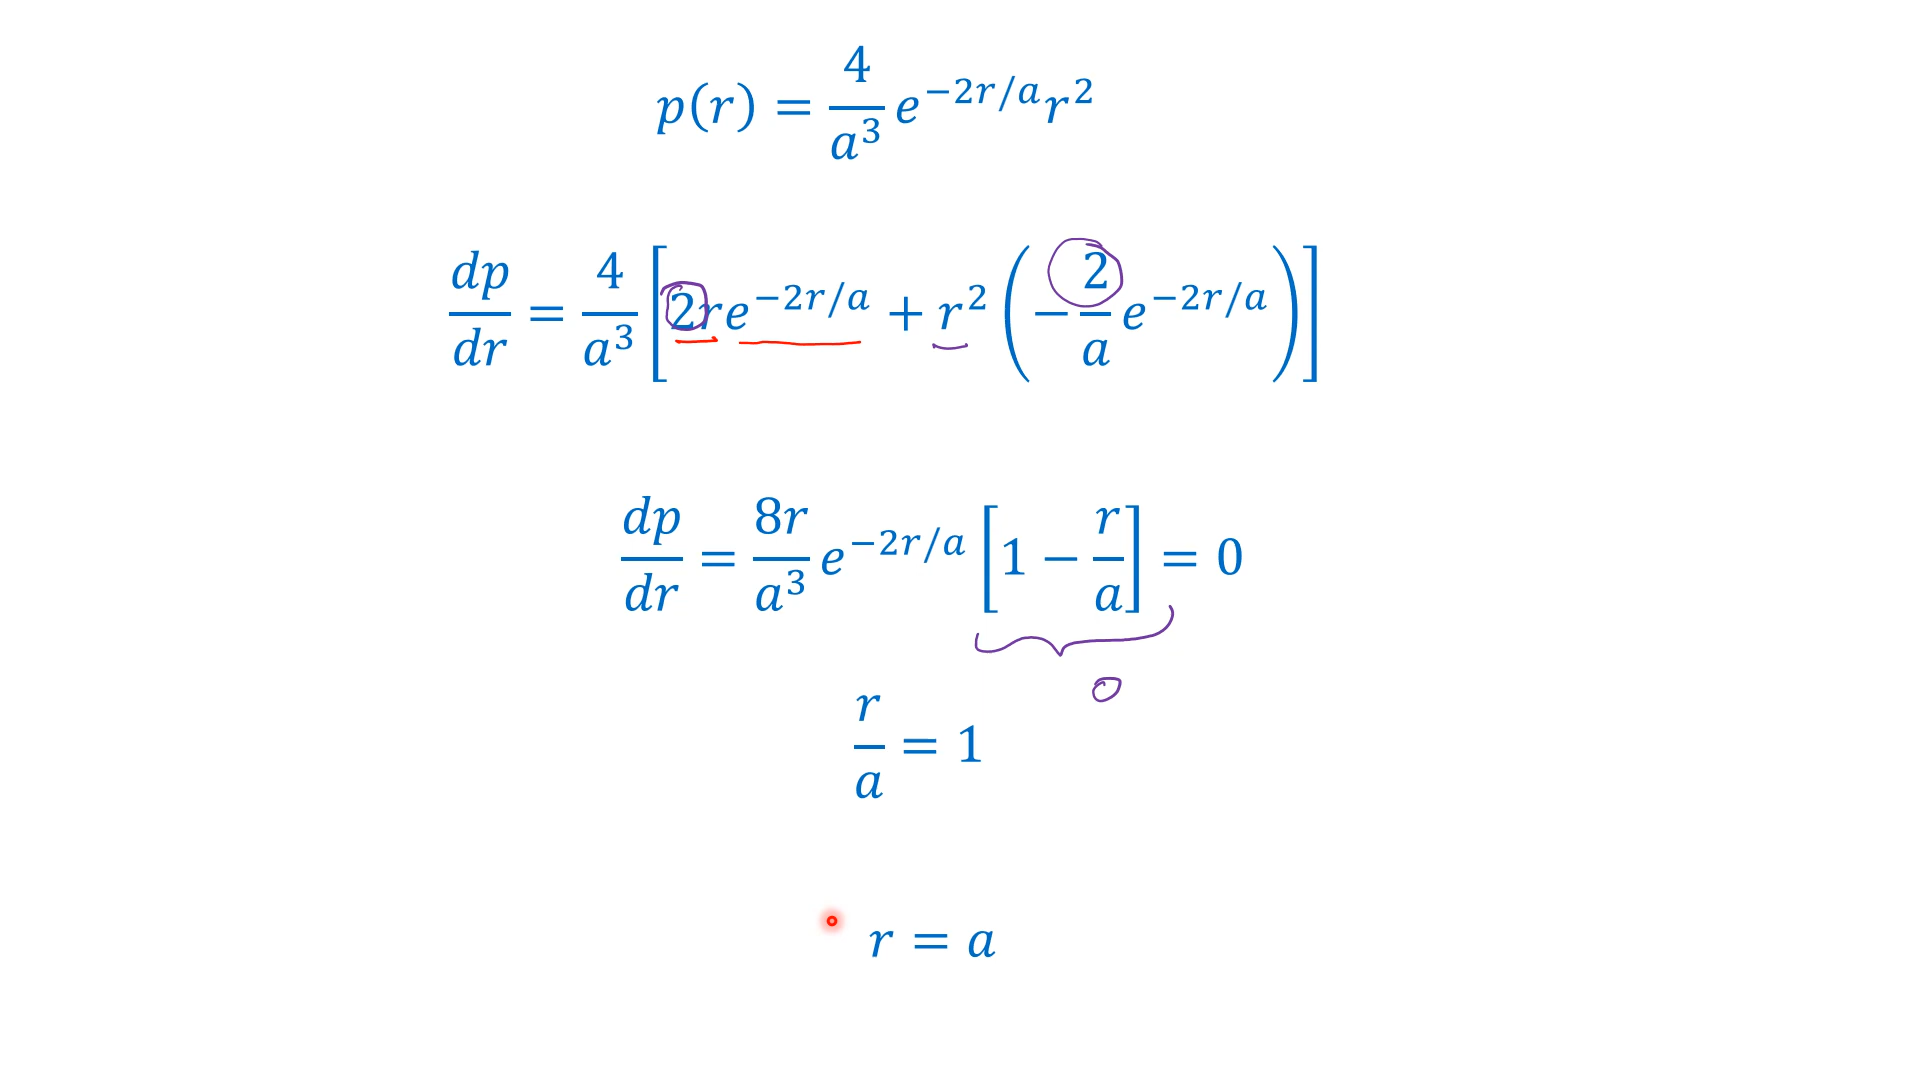 p(r) = 4/a³ e^(−2r/a) r²
dp/dr = 4/a³ [2re^(−2r/a) + r² (−2/a e^(−2r/a))]
dp/dr = 8r/a³ e^(−2r/a) [1 − r/a] = 0
0
r/a = 1
r = a